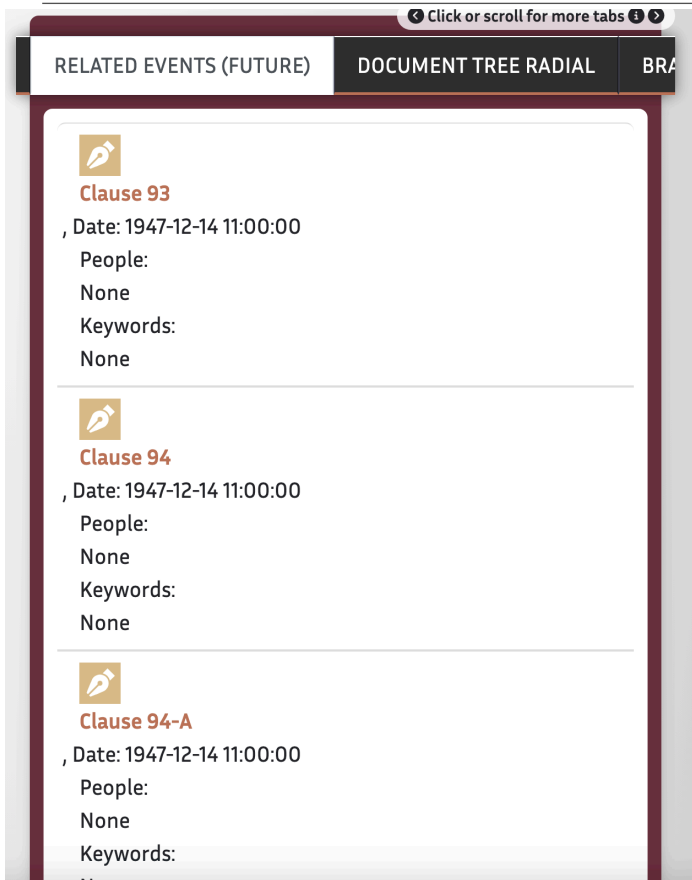 Click or scroll for more tabs
RELATED EVENTS (FUTURE) DOCUMENT TREE RADIAL BRA
Clause 93
, Date: 1947-12-14 11:00:00
People:
None
Keywords:
None
Clause 94
, Date: 1947-12-14 11:00:00
People:
None
Keywords:
None
Clause 94-A
, Date: 1947-12-14 11:00:00
People:
None
Keywords: